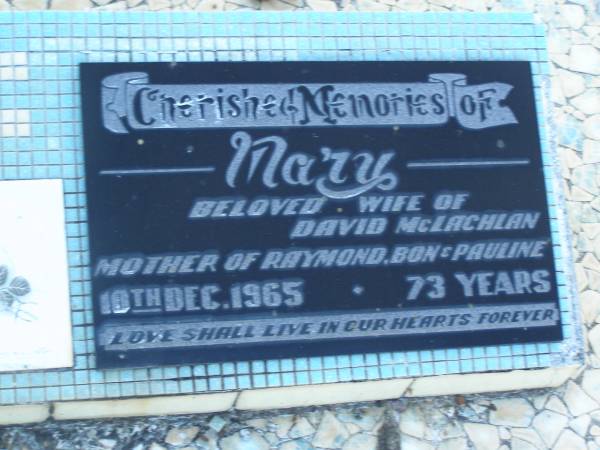 Cherished Memories of
Mary
BELOVED WIFE OF
DAVID McLACHLAN
MOTHER OF RAYMOND, BON & PAULINE
10TH DEC. 1965 • 73 YEARS
LOVE SHALL LIVE IN OUR HEARTS FOREVER